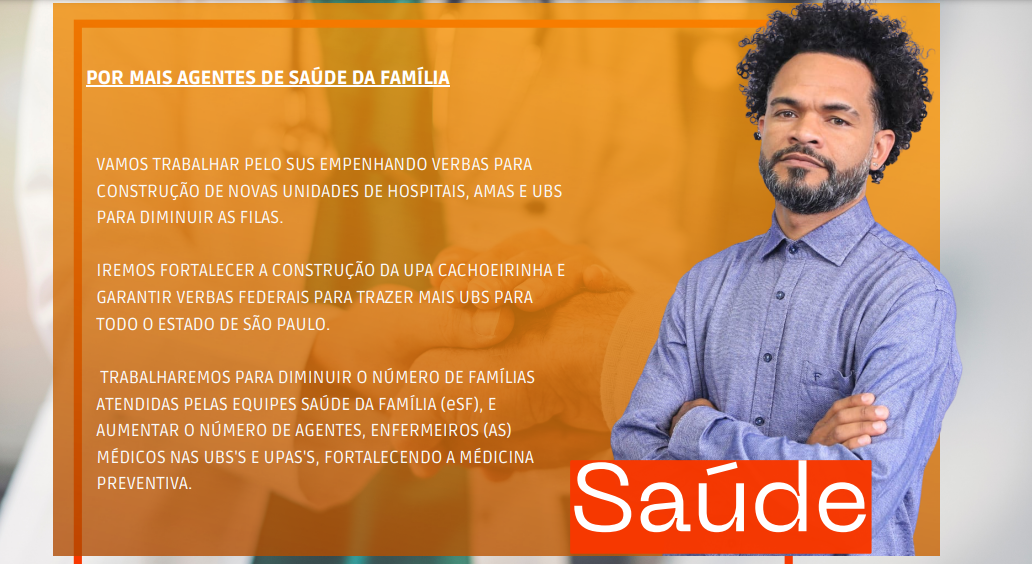 POR MAIS AGENTES DE SAÚDE DA FAMÍLIA
VAMOS TRABALHAR PELO SUS EMPENHANDO VERBAS PARA
CONSTRUÇÃO DE NOVAS UNIDADES DE HOSPITAIS, AMAS E UBS
PARA DIMINUIR AS FILAS.
IREMOS FORTALECER A CONSTRUÇÃO DA UPA CACHOEIRINHA E
GARANTIR VERBAS FEDERAIS PARA TRAZER MAIS UBS PARA
TODO O ESTADO DE SÃO PAULO.
TRABALHAREMOS PARA DIMINUIR O NÚMERO DE FAMÍLIAS
ATENDIDAS PELAS EQUIPES SAÚDE DA FAMÍLIA (eSF), E
AUMENTAR O NÚMERO DE AGENTES, ENFERMEIROS (AS)
MÉDICOS NAS UBS'S E UPAS'S, FORTALECENDO A MÉDICINA
PREVENTIVA.
Saúde